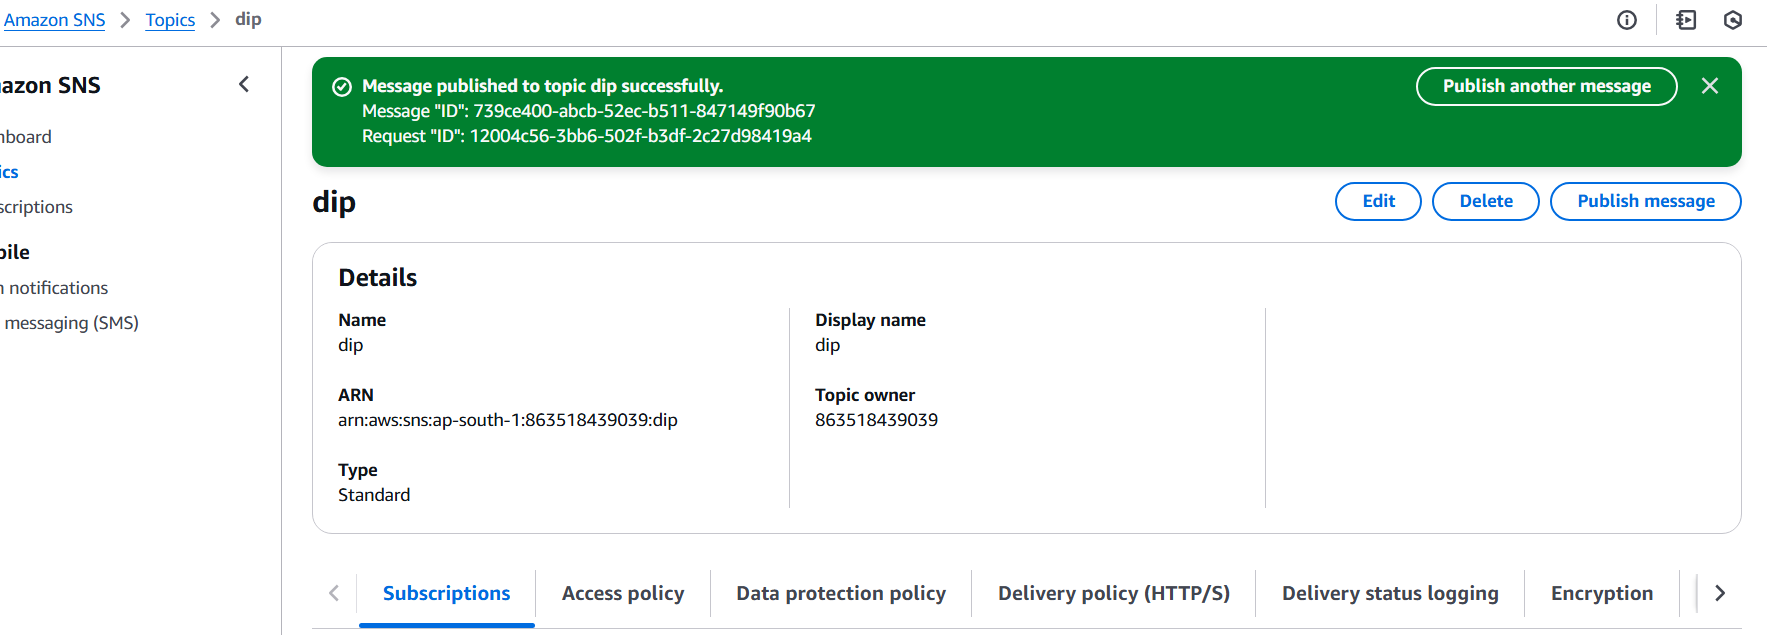 Amazon SNS > Topics > dip
azon SNS
board
ics
scriptions
bile
notifications
messaging (SMS)
Message published to topic dip successfully.
Message "ID": 739ce400-abcb-52ec-b511-847149f90b67
Request "ID": 12004c56-3bb6-502f-b3df-2c27d98419a4
Publish another message
dip
Edit
Delete
Publish message
Details
Name
dip
ARN
arn:aws:sns:ap-south-1:863518439039:dip
Type
Standard
Display name
dip
Topic owner
863518439039
Subscriptions
Access policy
Data protection policy
Delivery policy (HTTP/S)
Delivery status logging
Encryption